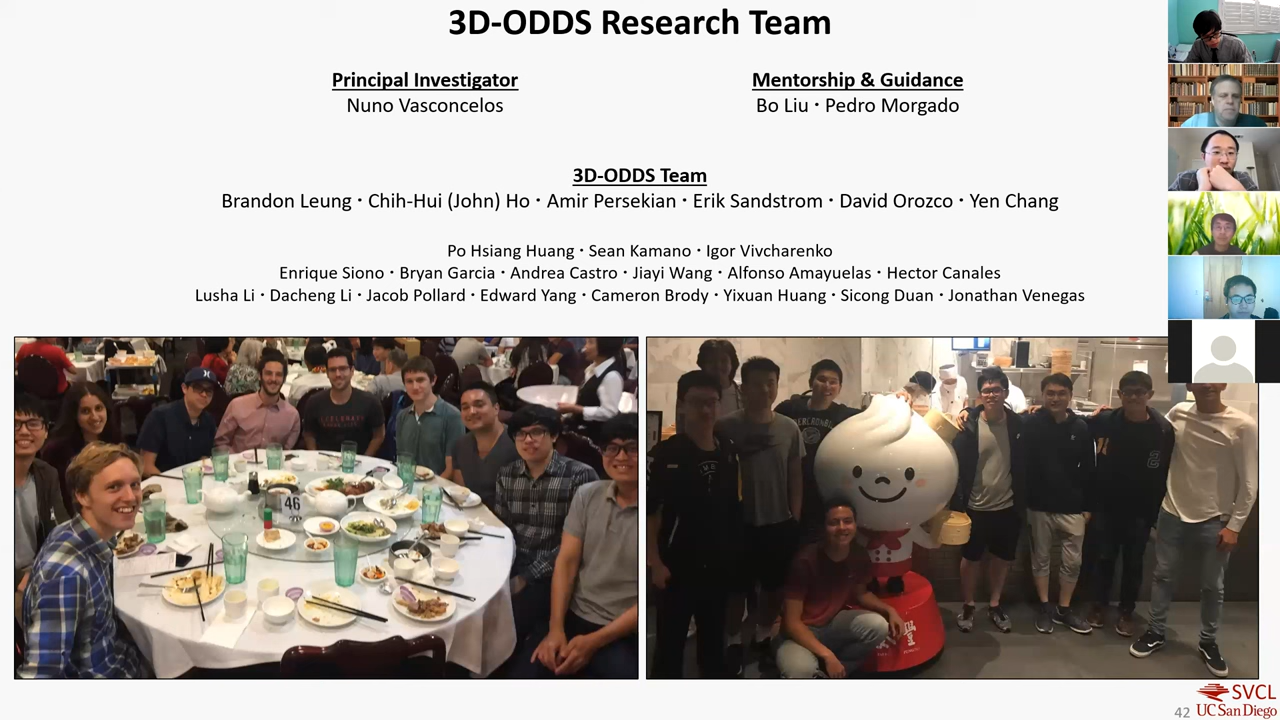 3D-ODDS Research Team
Principal Investigator
Nuno Vasconcelos
Mentorship & Guidance
Bo Liu · Pedro Morgado
3D-ODDS Team
Brandon Leung · Chih-Hui (John) Ho · Amir Persekian · Erik Sandstrom · David Orozco · Yen Chang
Po Hsiang Huang · Sean Kamano · Igor Vivcharenko
Enrique Siono · Bryan Garcia · Andrea Castro · Jiayi Wang · Alfonso Amayuelas · Hector Canales
Lusha Li · Dacheng Li · Jacob Pollard · Edward Yang · Cameron Brody · Yixuan Huang · Sicong Duan · Jonathan Venegas
46
42
SVCL
UC San Diego